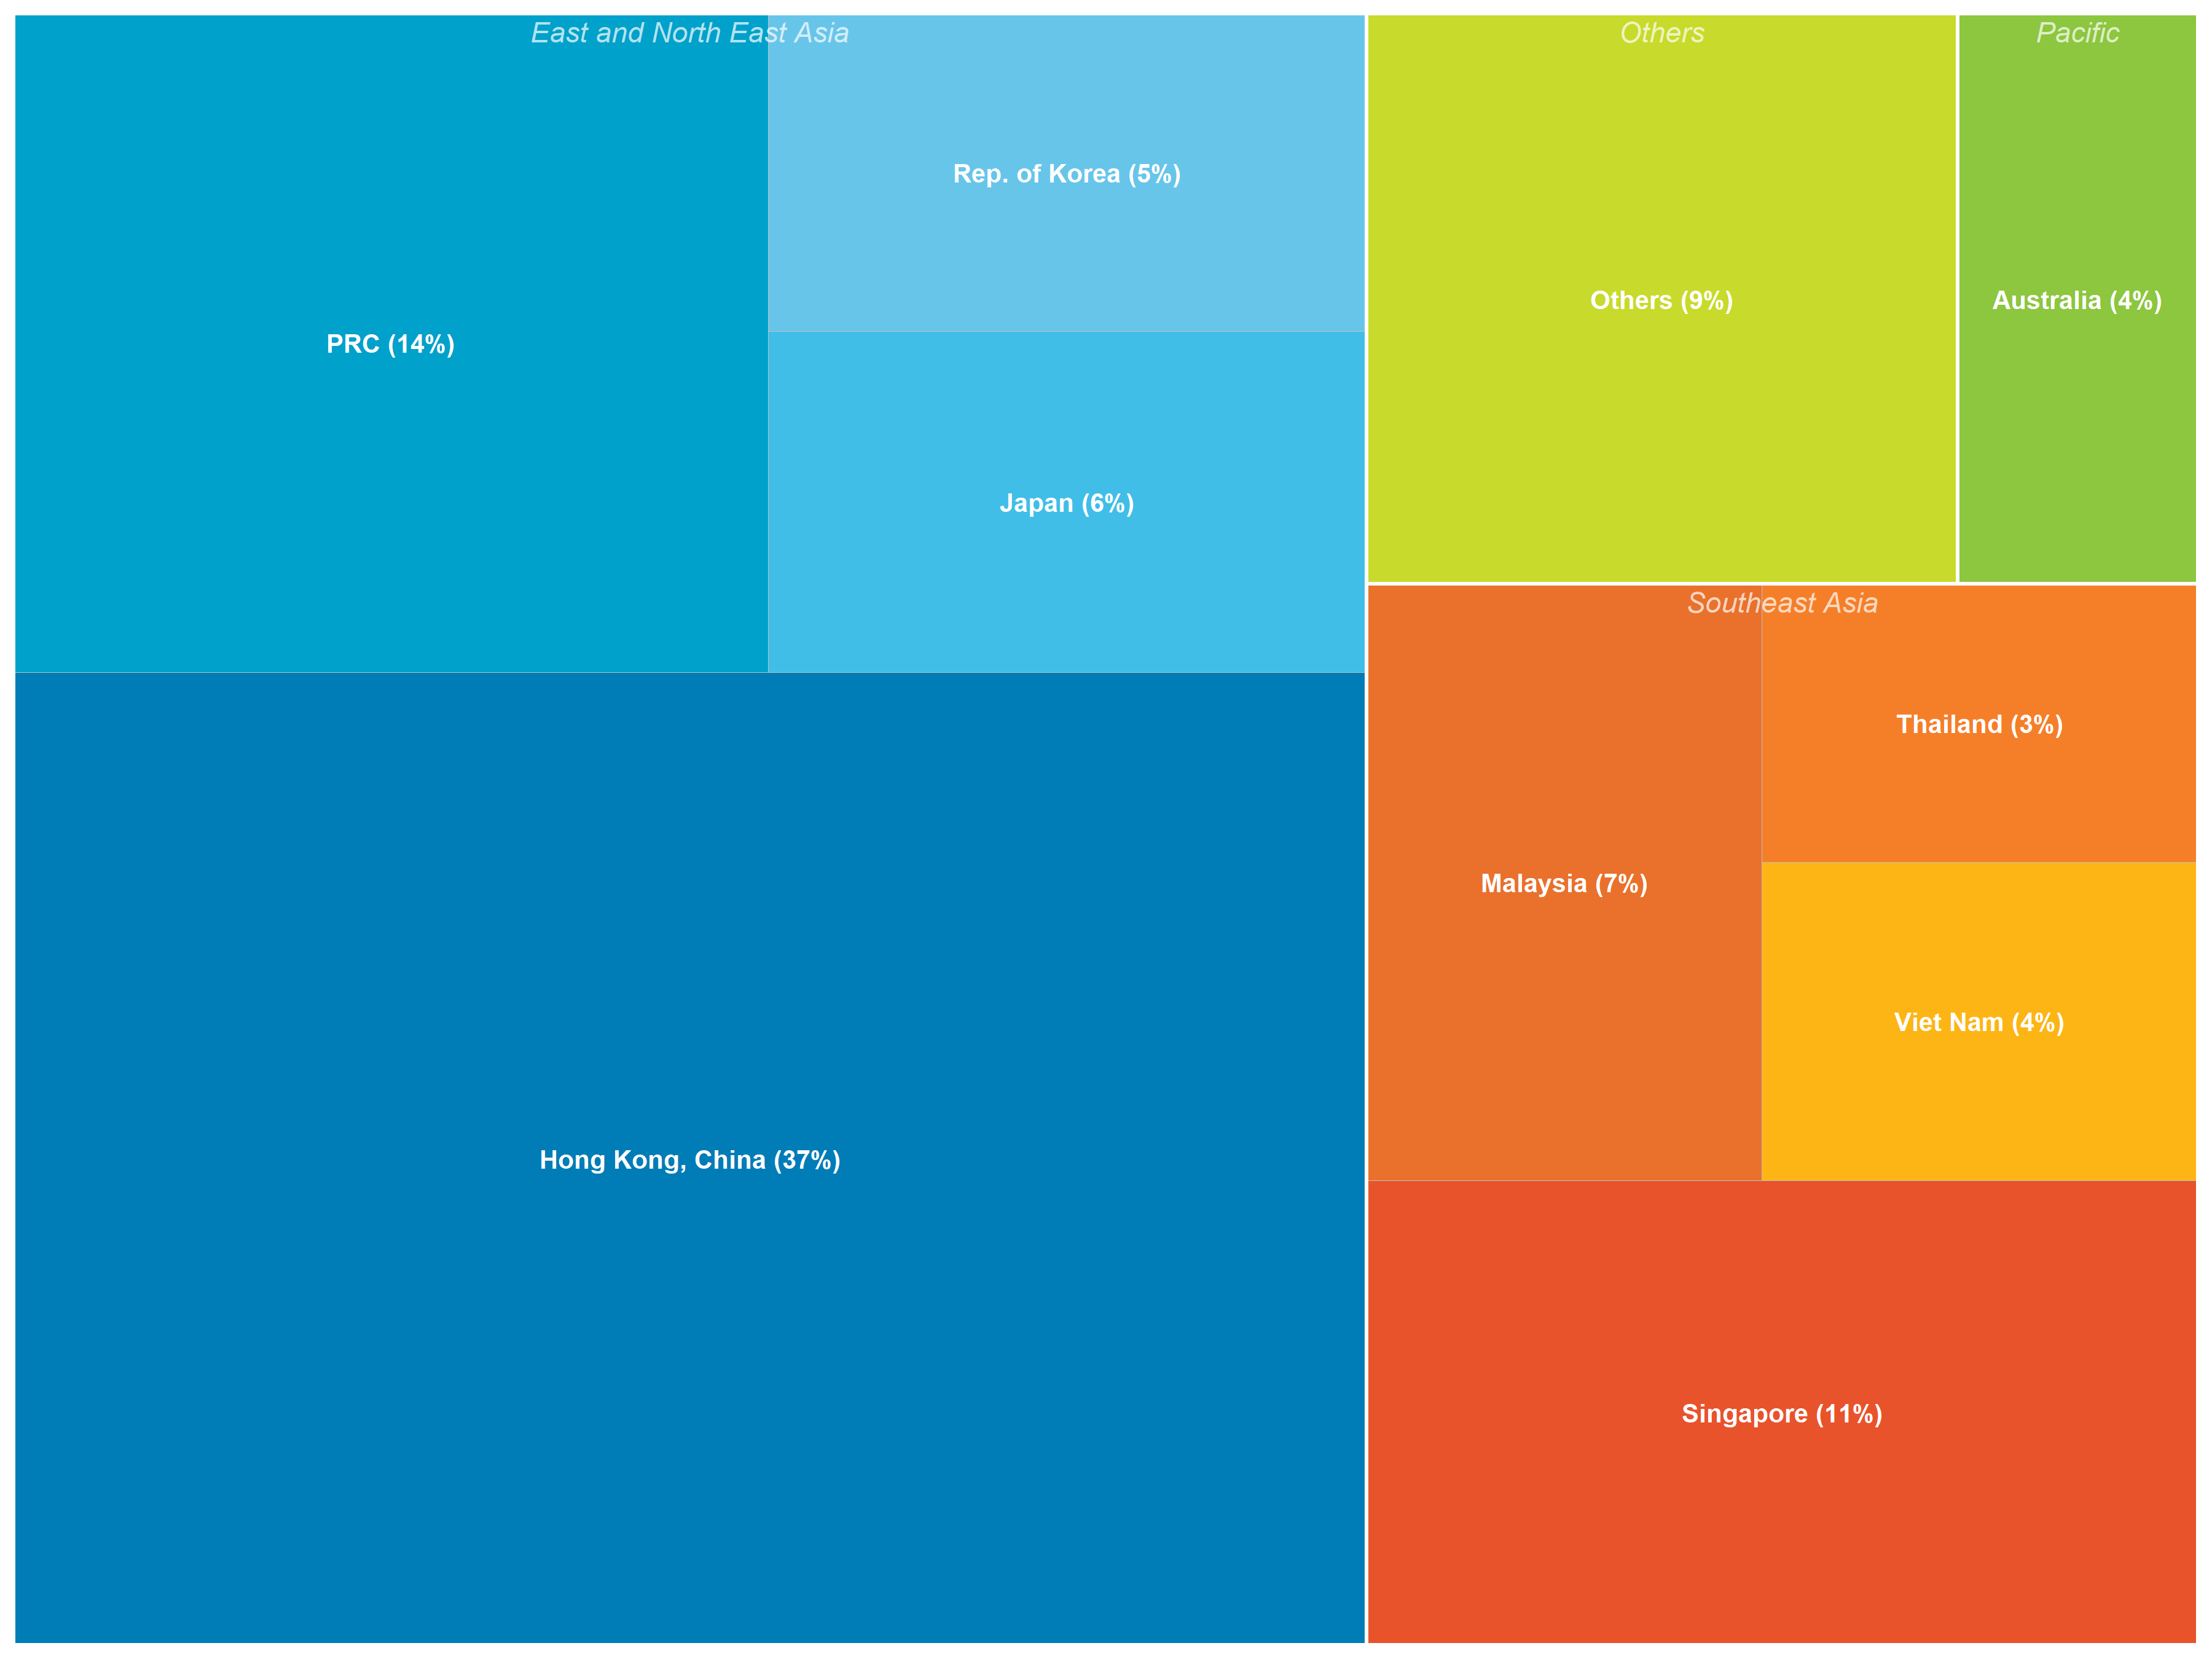 East and North East Asia
PRC (14%)
Rep. of Korea (5%)
Japan (6%)
Hong Kong, China (37%)
Others
Others (9%)
Pacific
Australia (4%)
Southeast Asia
Malaysia (7%)
Thailand (3%)
Viet Nam (4%)
Singapore (11%)